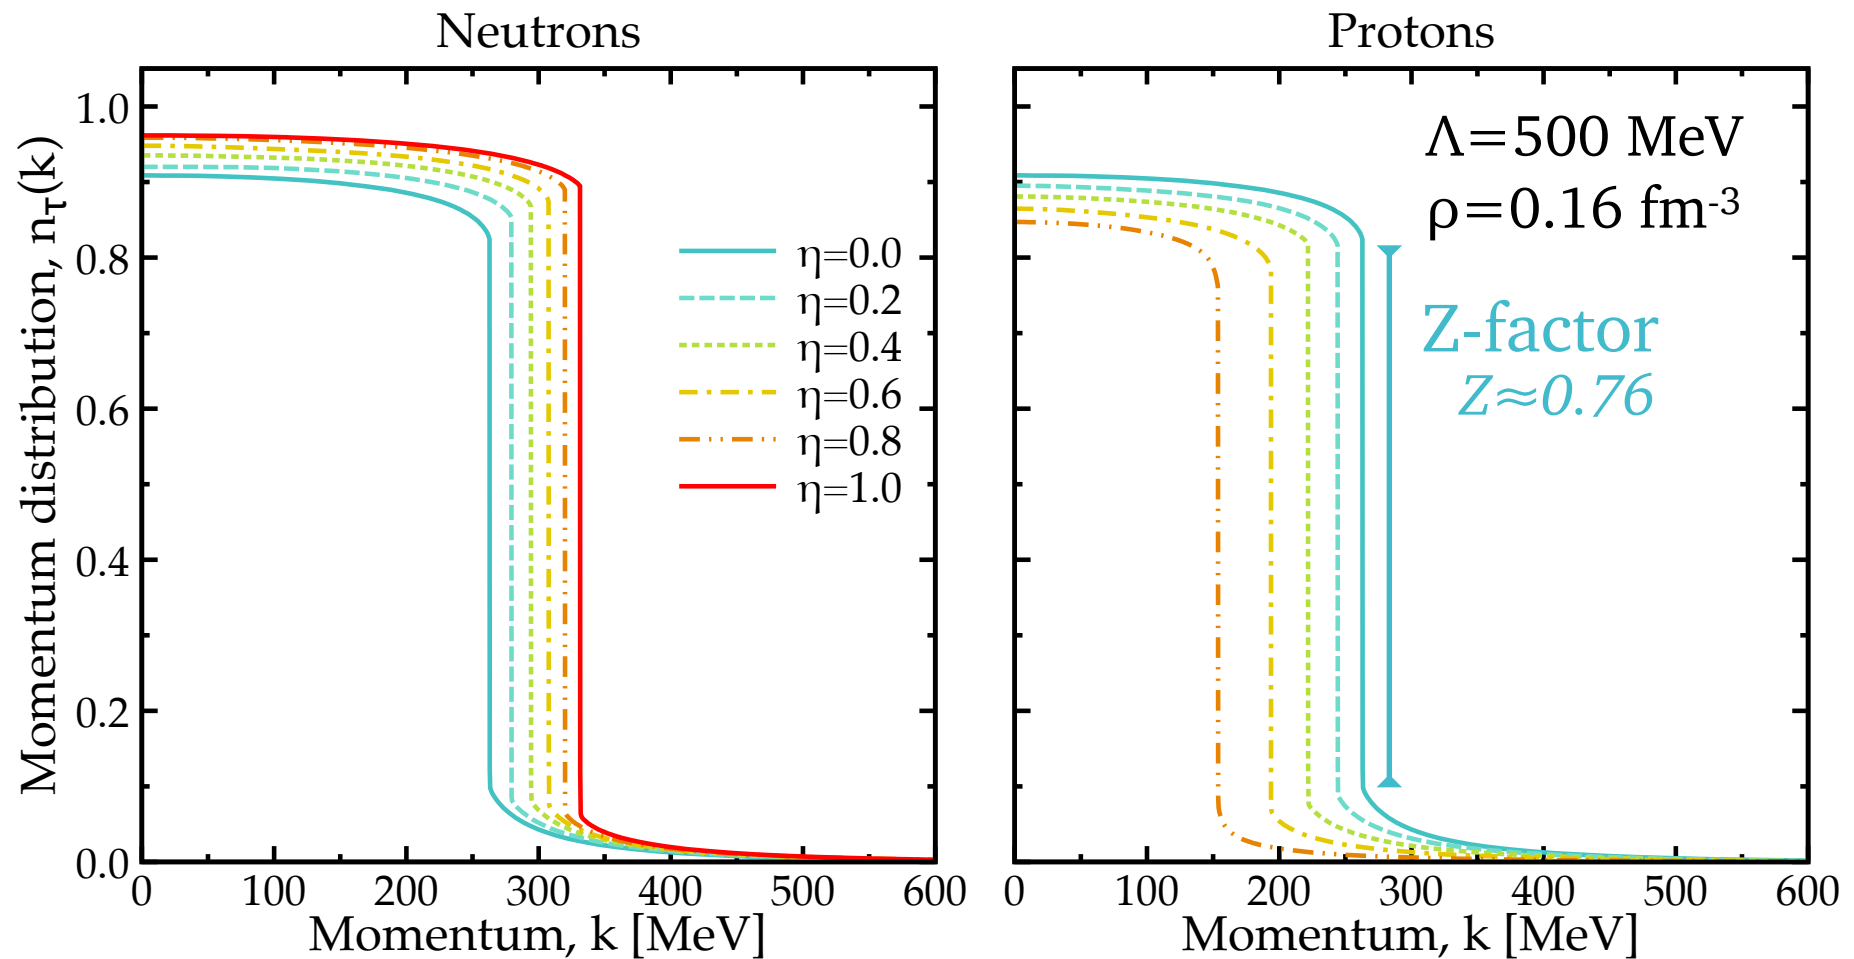 Neutrons
Protons
Momentum distribution, nτ(k)
1.0
0.8
0.6
0.4
0.2
0.0
η=0.0
η=0.2
η=0.4
η=0.6
η=0.8
η=1.0
Λ=500 MeV
ρ=0.16 fm-3
Z-factor
Z≈0.76
0 100 200 300 400 500 600
0 100 200 300 400 500 600
Momentum, k [MeV]
Momentum, k [MeV]